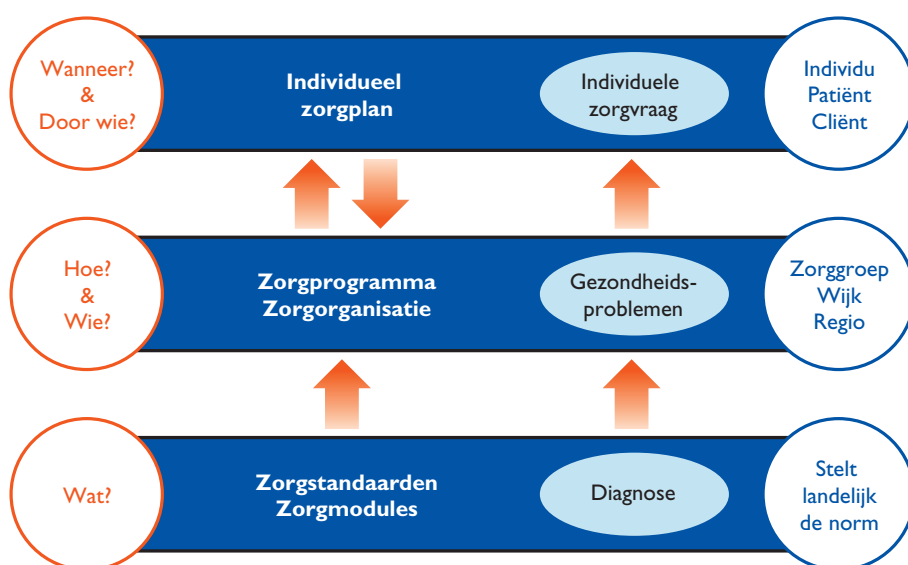 Wanneer?
&
Door wie?
Individueel
zorgplan
Individuele
zorgvraag
Individu
Patiënt
Cliënt
Hoe?
&
Wie?
Zorgprogramma
Zorgorganisatie
Gezondheids-
problemen
Zorggroep
Wijk
Regio
Wat?
Zorgstandaarden
Zorgmodules
Diagnose
Stelt
landelijk
de norm